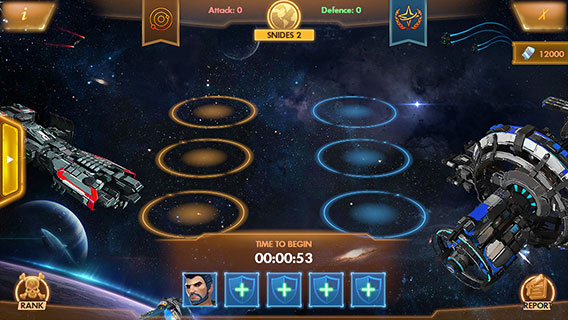 Attack: 0
Defence: 0
SNIDES 2
12000
TIME TO BEGIN
00:00:53
RANK
REPORT